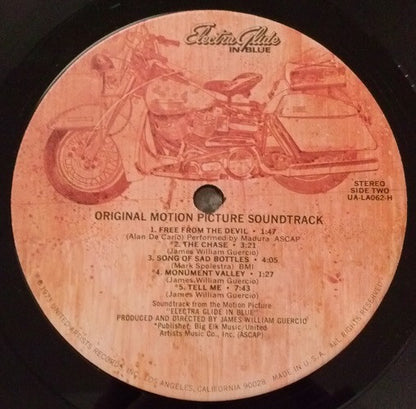 Electra Glide
IN BLUE
STEREO
SIDE TWO
UA-LA062-H
ORIGINAL MOTION PICTURE SOUNDTRACK
1. FREE FROM THE DEVIL • 1:47
(Alan De Carlo) Performed by Madura ASCAP
*2. THE CHASE • 3:21
(James William Guercio)
3. SONG OF SAD BOTTLES • 4:05
(Mark Spoelstra) BMI
*4. MONUMENT VALLEY • 1:27
(James William Guercio)
*5. TELL ME • 7:43
(James William Guercio)
Soundtrack from the Motion Picture
"ELECTRA GLIDE IN BLUE"
PRODUCED AND DIRECTED BY JAMES WILLIAM GUERCIO
*Publisher: Big Elk Music/United
Artists Music Co., Inc. (ASCAP)
© 1973 UNITED ARTISTS RECORDS, INC. LOS ANGELES, CALIFORNIA 90028 MADE IN U.S.A. ALL RIGHTS RESERVED